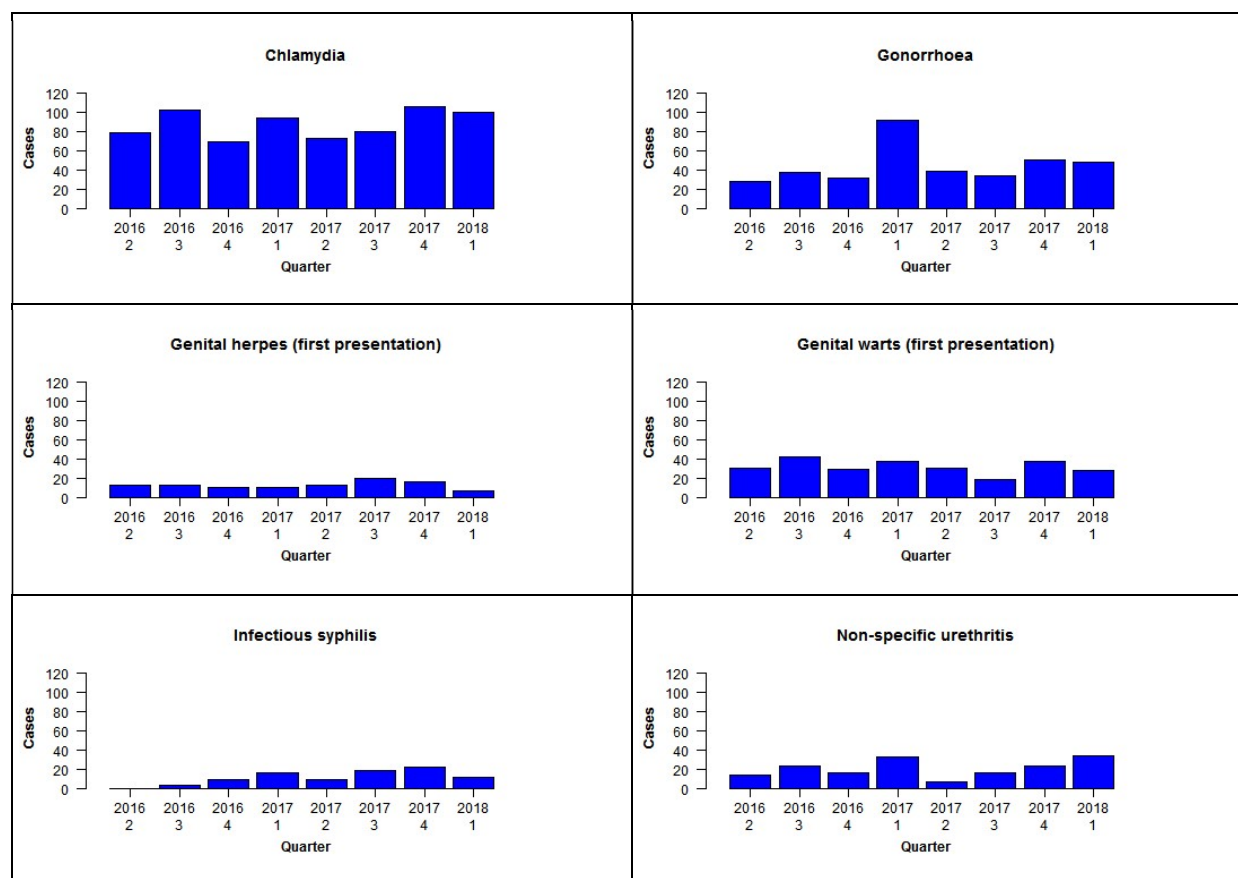 Chlamydia
120
100
80
60
40
20
0
Cases
2016 2016 2016 2017 2017 2017 2017 2018
2 3 4 1 2 3 4 1
Quarter
Gonorrhoea
120
100
80
60
40
20
0
Cases
2016 2016 2016 2017 2017 2017 2017 2018
2 3 4 1 2 3 4 1
Quarter
Genital herpes (first presentation)
120
100
80
60
40
20
0
Cases
2016 2016 2016 2017 2017 2017 2017 2018
2 3 4 1 2 3 4 1
Quarter
Genital warts (first presentation)
120
100
80
60
40
20
0
Cases
2016 2016 2016 2017 2017 2017 2017 2018
2 3 4 1 2 3 4 1
Quarter
Infectious syphilis
120
100
80
60
40
20
0
Cases
2016 2016 2016 2017 2017 2017 2017 2018
2 3 4 1 2 3 4 1
Quarter
Non-specific urethritis
120
100
80
60
40
20
0
Cases
2016 2016 2016 2017 2017 2017 2017 2018
2 3 4 1 2 3 4 1
Quarter